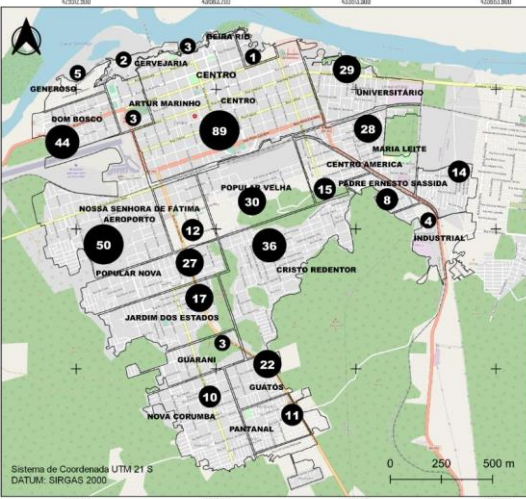 BEIRA RIO
3
2
1
CERVEJARIA
5
CENTRO
29
GENEROSO
UNIVERSITÁRIO
ARTUR MARINHO
CENTRO
DOM BOSCO
3
89
28
44
MARIA LEITE
CENTRO AMERICA
14
POPULAR VELHA
15
PADRE ERNESTO SASSIDA
30
8
NOSSA SENHORA DE FÁTIMA
AEROPORTO
4
12
50
36
INDUSTRIAL
27
POPULAR NOVA
CRISTO REDENTOR
17
JARDIM DOS ESTADOS
3
GUARANI
22
GUATÓS
10
NOVA CORUMBA
11
PANTANAL
Sistema de Coordenada UTM 21 S
DATUM: SIRGAS 2000
0 250 500 m